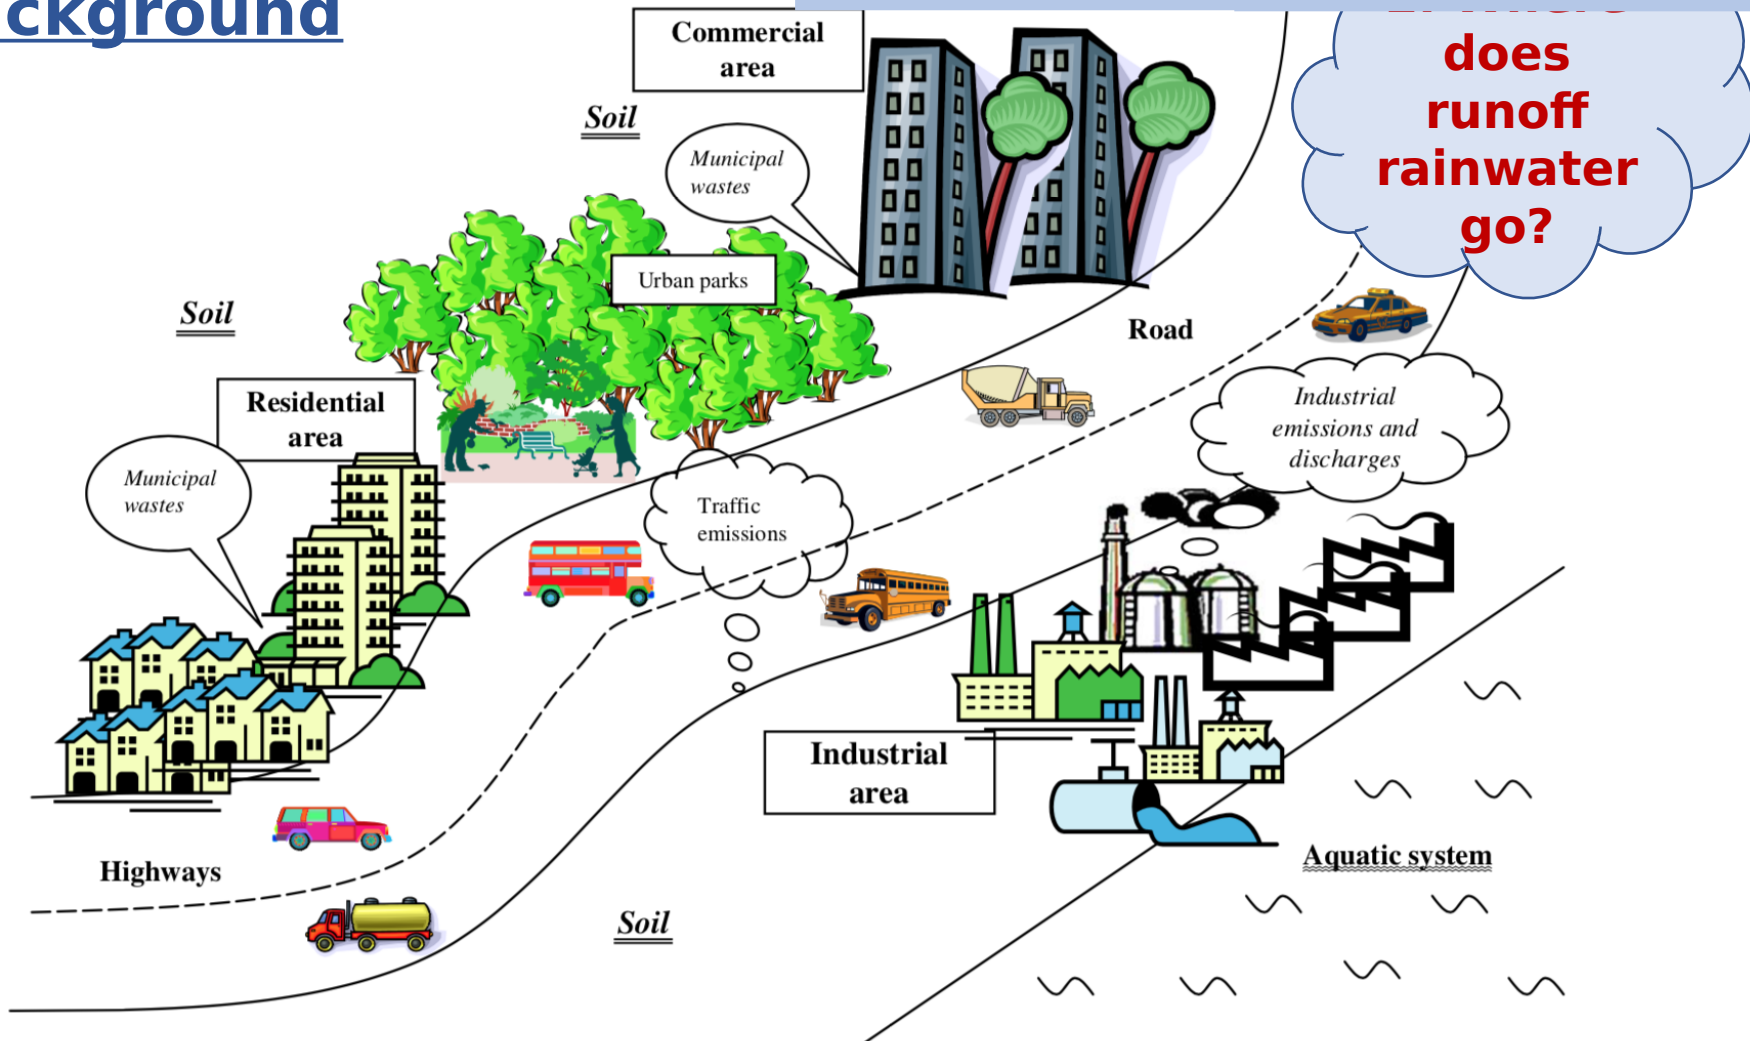 ckground
Commercial
area
does
runoff
rainwater
go?
Soil
Municipal
wastes
Urban parks
Soil
Road
Residential
area
Industrial
emissions and
discharges
Municipal
wastes
Traffic
emissions
Industrial
area
Highways
Aquatic system
Soil